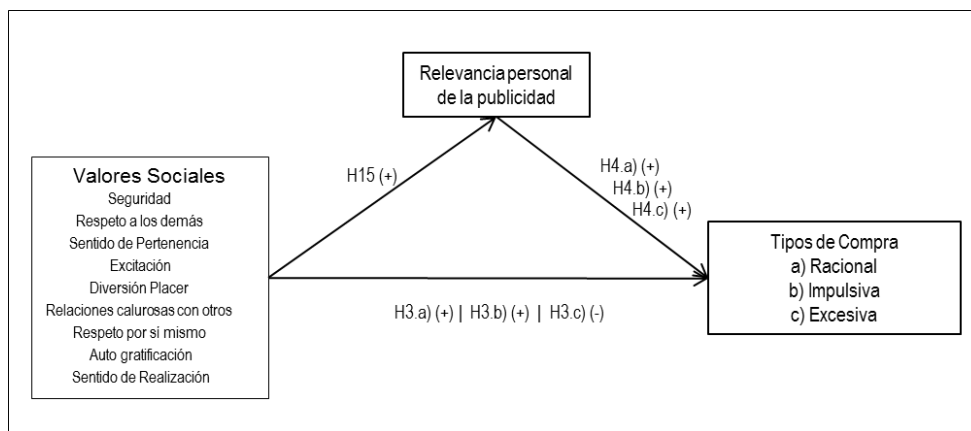 Relevancia personal
de la publicidad
H15 (+)
H4.a) (+)
H4.b) (+)
H4.c) (+)
Valores Sociales
Seguridad
Respeto a los demás
Sentido de Pertenencia
Excitación
Diversión Placer
Relaciones calurosas con otros
Respeto por si mismo
Auto gratificación
Sentido de Realización
Tipos de Compra
a) Racional
b) Impulsiva
c) Excesiva
H3.a) (+) | H3.b) (+) | H3.c) (-)